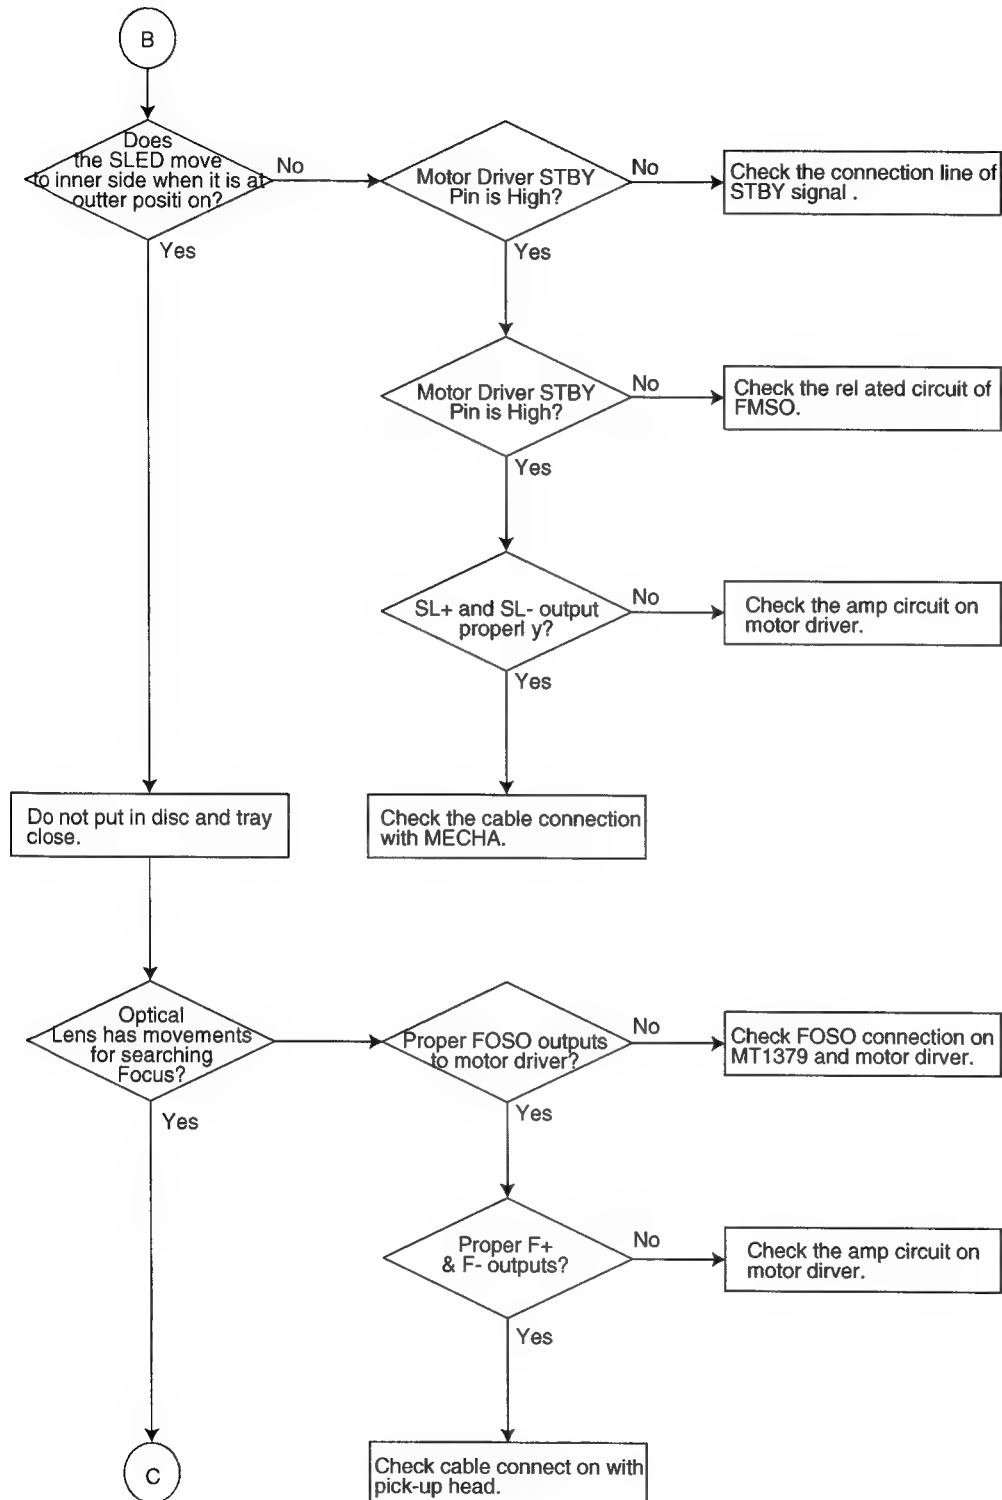 B
Does
the SLED move
to inner side when it is at
outter positi on?
No
Motor Driver STBY
Pin is High?
No
Check the connection line of
STBY signal .
Yes
Yes
Motor Driver STBY
Pin is High?
No
Check the rel ated circuit of
FMSO.
Yes
SL+ and SL- output
properl y?
No
Check the amp circuit on
motor driver.
Yes
Do not put in disc and tray
close.
Check the cable connection
with MECHA.
Optical
Lens has movements
for searching
Focus?
Proper FOSO outputs
to motor driver?
No
Check FOSO connection on
MT1379 and motor dirver.
Yes
Yes
Proper F+
& F- outputs?
No
Check the amp circuit on
motor dirver.
Yes
C
Check cable connect on with
pick-up head.